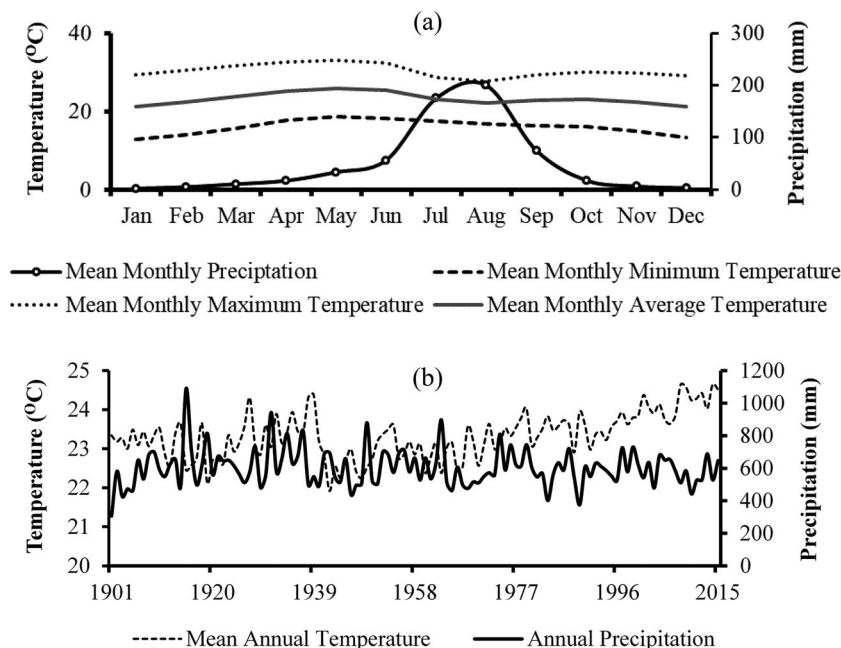 (a)
Temperature (⁰C)
40
20
0
Precipitation (mm)
300
200
100
0
Jan Feb Mar Apr May Jun Jul Aug Sep Oct Nov Dec
Mean Monthly Preciptation
Mean Monthly Minimum Temperature
Mean Monthly Maximum Temperature
Mean Monthly Average Temperature
(b)
Temperature (⁰C)
25
24
23
22
21
20
Precipitation (mm)
1200
1000
800
600
400
200
0
1901 1920 1939 1958 1977 1996 2015
Mean Annual Temperature
Annual Precipitation